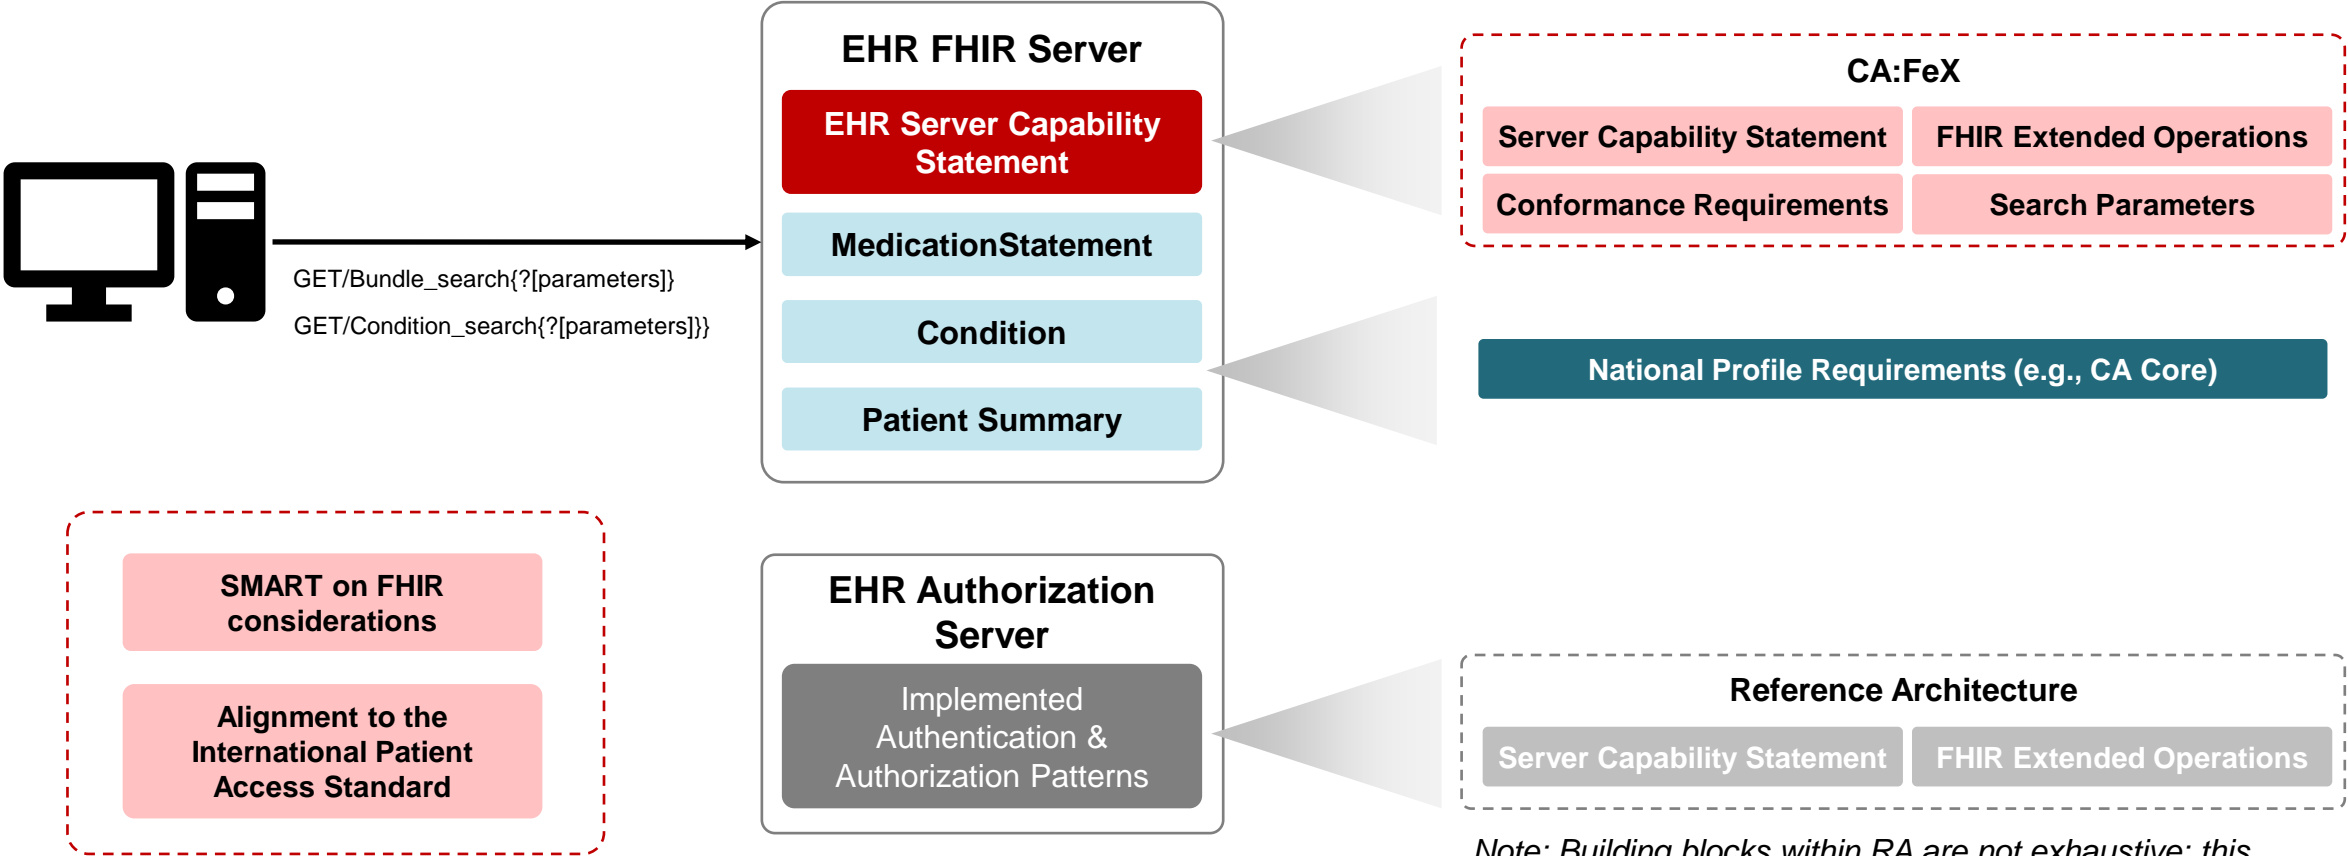 EHR FHIR Server
EHR Server Capability
Statement
MedicationStatement
Condition
Patient Summary
GET/Bundle_search{?[parameters]}
GET/Condition_search{?[parameters]}}
CA:FeX
Server Capability Statement
FHIR Extended Operations
Conformance Requirements
Search Parameters
National Profile Requirements (e.g., CA Core)
SMART on FHIR
considerations
Alignment to the
International Patient
Access Standard
EHR Authorization
Server
Implemented
Authentication &
Authorization Patterns
Reference Architecture
Server Capability Statement
FHIR Extended Operations
Note: Building blocks within RA are not exhaustive; this